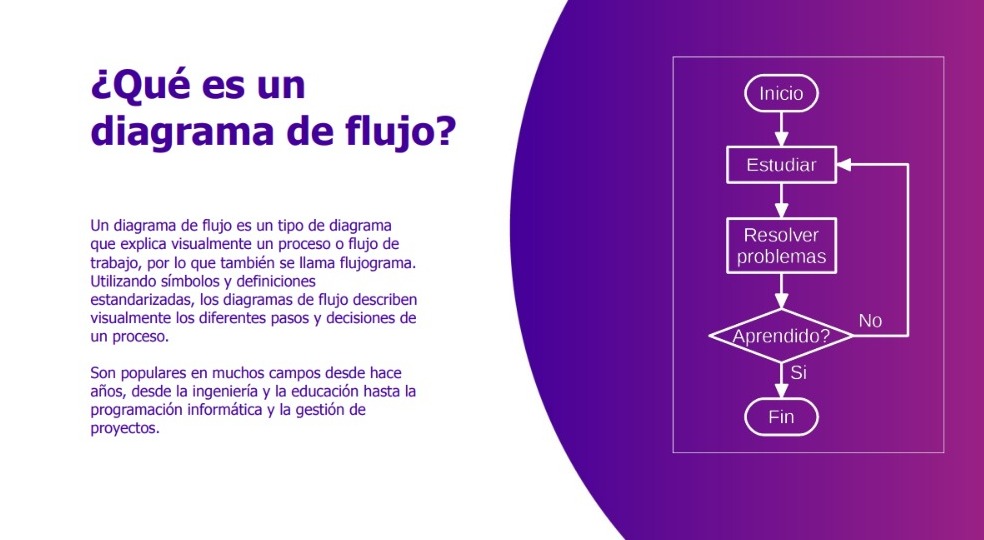 ¿Qué es un
diagrama de flujo?
Un diagrama de flujo es un tipo de diagrama
que explica visualmente un proceso o flujo de
trabajo, por lo que también se llama flujograma.
Utilizando símbolos y definiciones
estandarizadas, los diagramas de flujo describen
visualmente los diferentes pasos y decisiones de
un proceso.
Son populares en muchos campos desde hace
años, desde la ingeniería y la educación hasta la
programación informática y la gestión de
proyectos.
Inicio
Estudiar
Resolver
problemas
Aprendido?
No
Si
Fin